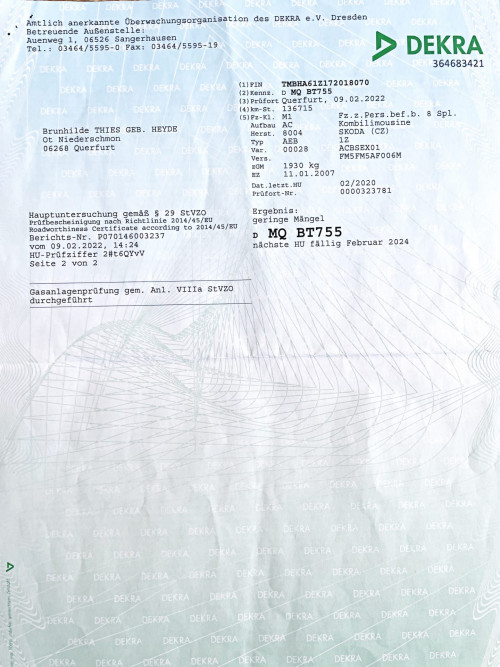 Amtlich anerkannte Überwachungsorganisation des DEKRA e.V. Dresden
Betreuende Außenstelle:
Auenweg 1, 06526 Sangerhausen
Tel.: 03464/5595-0 Fax: 03464/5595-19
DEKRA
364683421
(1)FIN TMBHA61Z172018070
(2)Kennz. D MQ BT755
(3)Prüfort Querfurt, 09.02.2022
(4)km-St. 136715
(5)Fz-Kl. M1 Fz.z.Pers.bef.b. 8 Spl.
Aufbau AC Kombilimousine
Herst. 8004 SKODA (CZ)
Typ AEB 1Z
Var. 00028 ACBSEX01
Vers. FM5FM5AF006M
zGM 1930 kg
EZ 11.01.2007
Dat.letzt.HU 02/2020
Prüfort-Nr. 0000323781
Brunhilde THIES GEB. HEYDE
Ot Niederschmon
06268 Querfurt
Hauptuntersuchung gemäß § 29 StVZO
Prüfbescheinigung nach Richtlinie 2014/45/EU
Roadworthiness Certificate according to 2014/45/EU
Berichts-Nr. P070146003237
vom 09.02.2022, 14:24
HU-Prüfziffer 2#t6QYvV
Seite 2 von 2
Ergebnis:
geringe Mängel
D MQ BT755
nächste HU fällig Februar 2024
Gasanlagenprüfung gem. Anl. VIIIa StVZO
durchgeführt